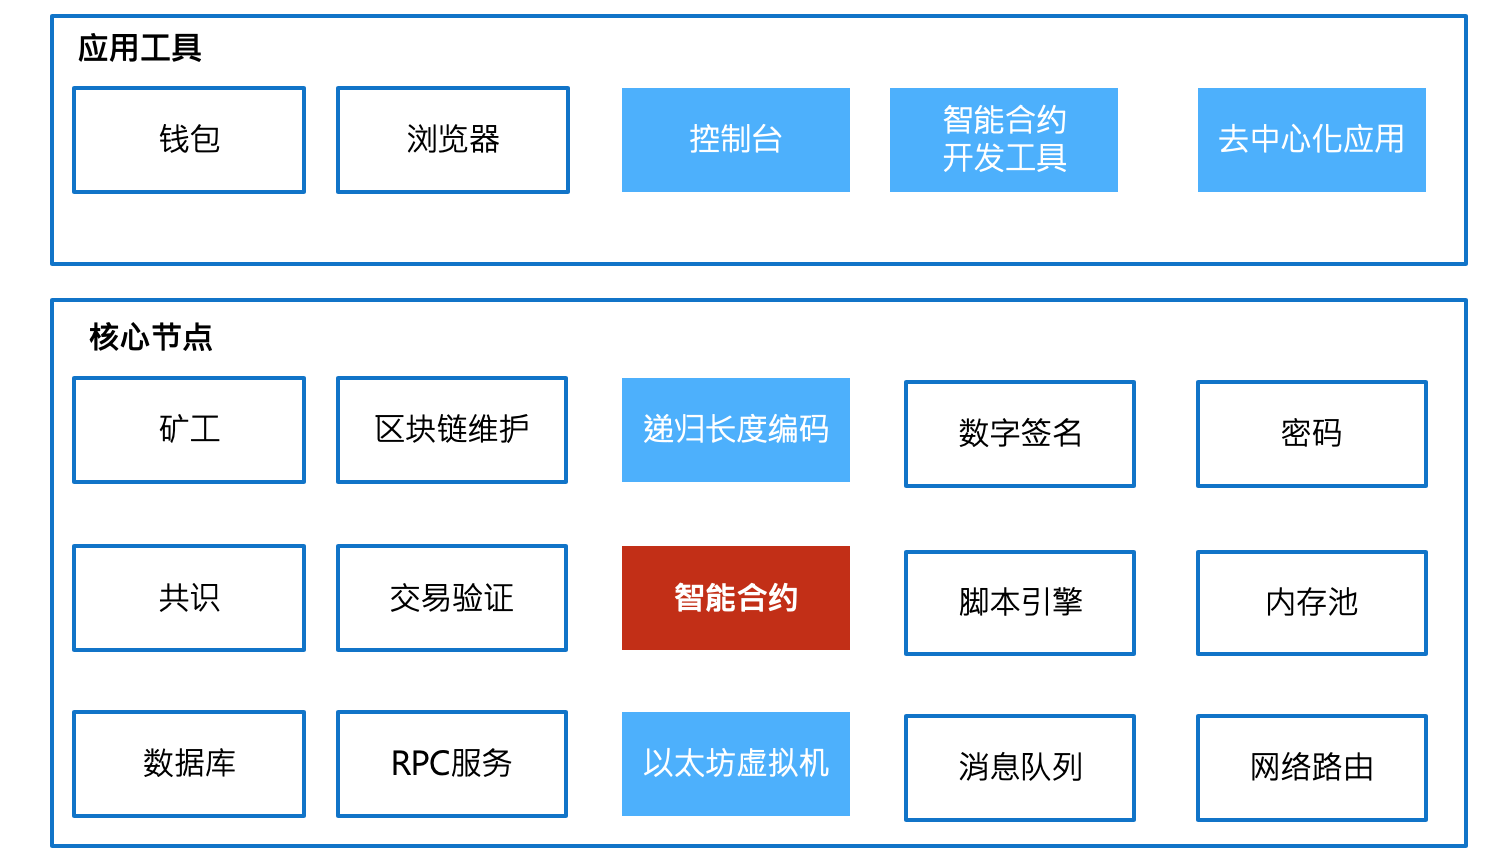 应用工具
钱包
浏览器
控制台
智能合约
开发工具
去中心化应用
核心节点
矿工
区块链维护
递归长度编码
数字签名
密码
共识
交易验证
智能合约
脚本引擎
内存池
数据库
RPC服务
以太坊虚拟机
消息队列
网络路由